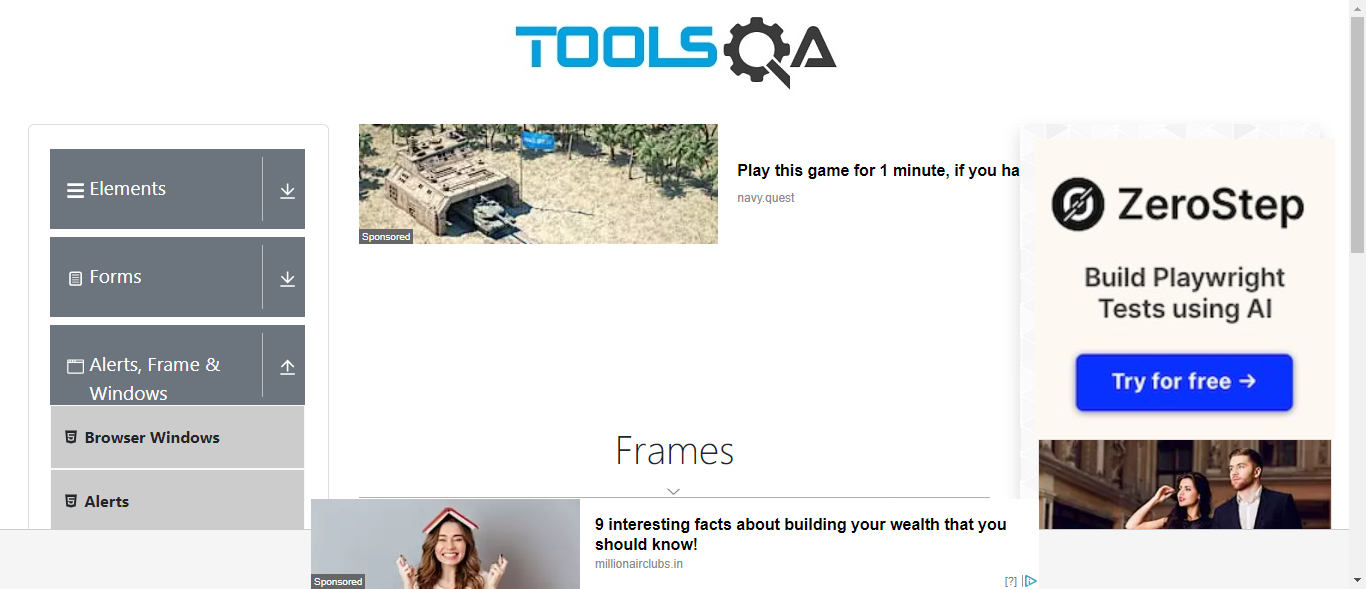 TOOLSQA
Elements
Forms
Alerts, Frame &
Windows
Browser Windows
Alerts
Sponsored
Play this game for 1 minute, if you ha
navy.quest
Frames
ZeroStep
Build Playwright
Tests using AI
Try for free →
Sponsored
9 interesting facts about building your wealth that you
should know!
millionairclubs.in
[?]